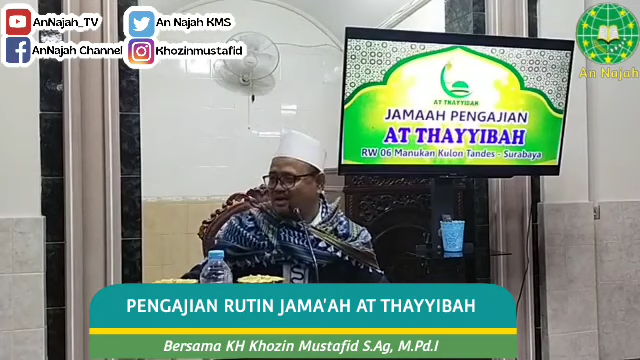 AnNajah_TV
An Najah KMS
AnNajah Channel
Khozinmustafid
An Najah
AT THAYYIBAH
JAMAAH PENGAJIAN
AT THAYYIBAH
RW 06 Manukan Kulon Tandes - Surabaya
PENGAJIAN RUTIN JAMA'AH AT THAYYIBAH
Bersama KH Khozin Mustafid S.Ag, M.Pd.I